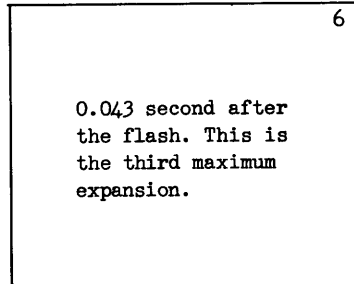 6
0.043 second after
the flash. This is
the third maximum
expansion.